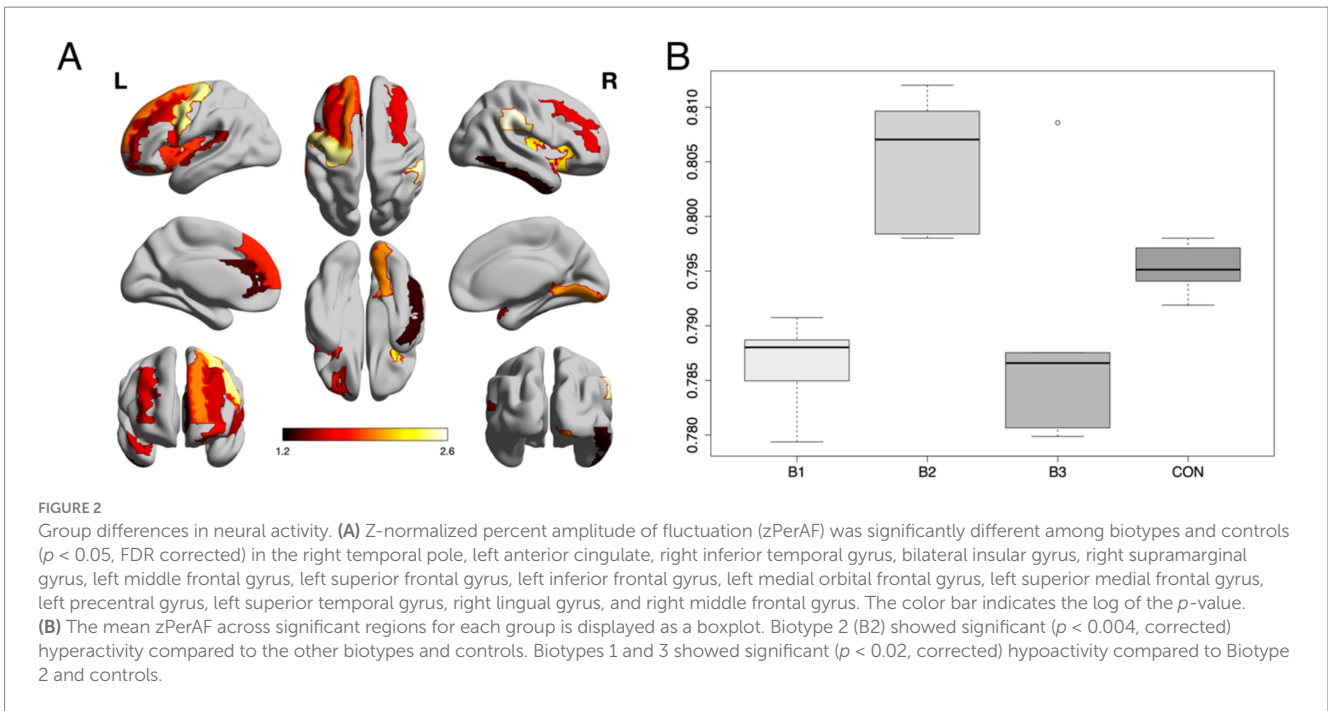 A
B
L
R
1.2
2.6
0.810
0.805
0.800
0.795
0.790
0.785
0.780
B1
B2
B3
CON
FIGURE 2
Group differences in neural activity. (A) Z-normalized percent amplitude of fluctuation (zPerAF) was significantly different among biotypes and controls
(p < 0.05, FDR corrected) in the right temporal pole, left anterior cingulate, right inferior temporal gyrus, bilateral insular gyrus, right supramarginal
gyrus, left middle frontal gyrus, left superior frontal gyrus, left inferior frontal gyrus, left medial orbital frontal gyrus, left superior medial frontal gyrus,
left precentral gyrus, left superior temporal gyrus, right lingual gyrus, and right middle frontal gyrus. The color bar indicates the log of the p-value.
(B) The mean zPerAF across significant regions for each group is displayed as a boxplot. Biotype 2 (B2) showed significant (p < 0.004, corrected)
hyperactivity compared to the other biotypes and controls. Biotypes 1 and 3 showed significant (p < 0.02, corrected) hypoactivity compared to Biotype
2 and controls.